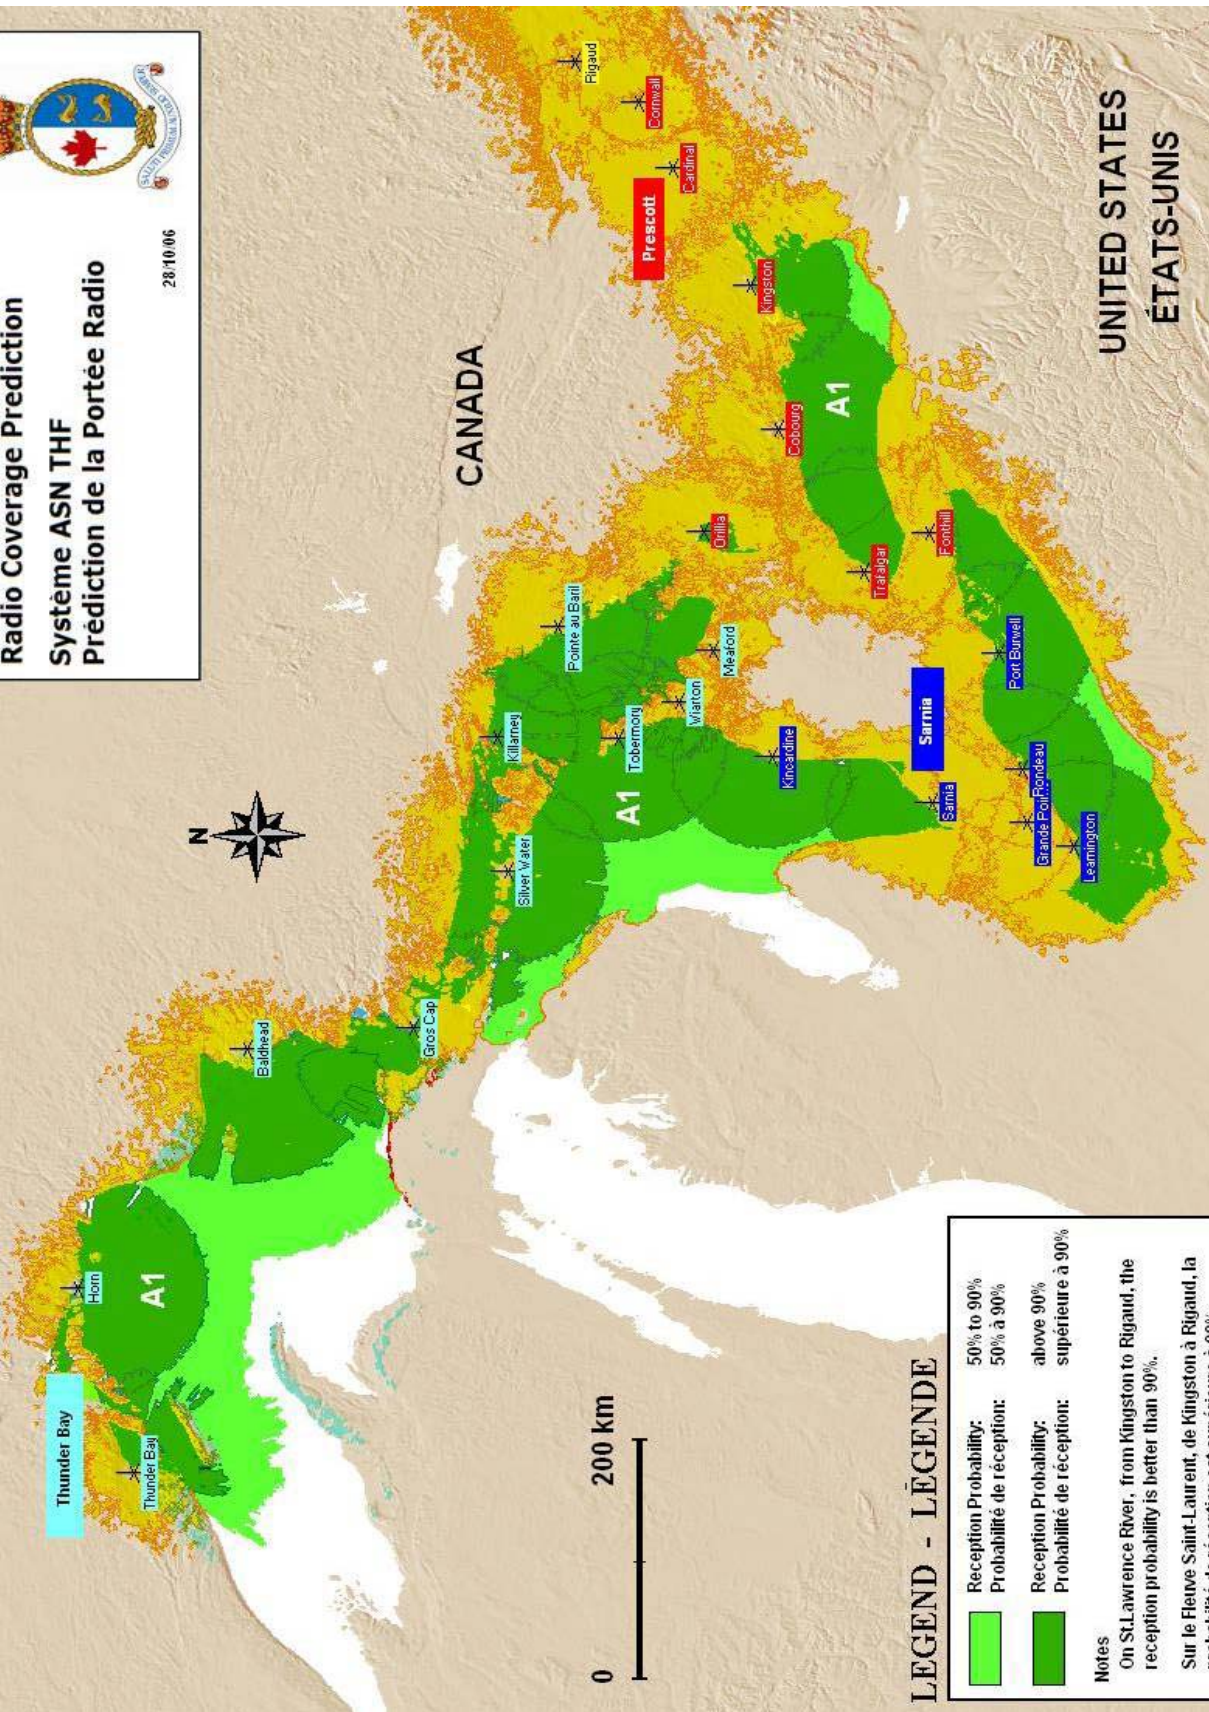 Radio Coverage Prediction
Système ASN THF
Prédiction de la Portée Radio
28/10/06
SALUTI PRIMUM AUXILIO
N
CANADA
UNITED STATES
ÉTATS-UNIS
Thunder Bay
Thunder Bay
Horn
A1
Baldhead
Gros Cap
Silver Water
Killarney
Pointe au Baril
Tobermory
Wiarton
Meaford
A1
Kincardine
Sarnia
Sarnia
Orillia
Trafalgar
Fonthill
Cobourg
A1
Kingston
Prescott
Cardinal
Cornwall
Rigaud
Port Burwell
Rondeau
Grande Poi
Leamington
0 200 km
LEGEND - LÉGENDE
Reception Probability: 50% to 90%
Probabilité de réception: 50% à 90%
Reception Probability: above 90%
Probabilité de réception: supérieure à 90%
Notes
On St.Lawrence River, from Kingston to Rigaud, the
reception probability is better than 90%.
Sur le Fleuve Saint-Laurent, de Kingston à Rigaud, la